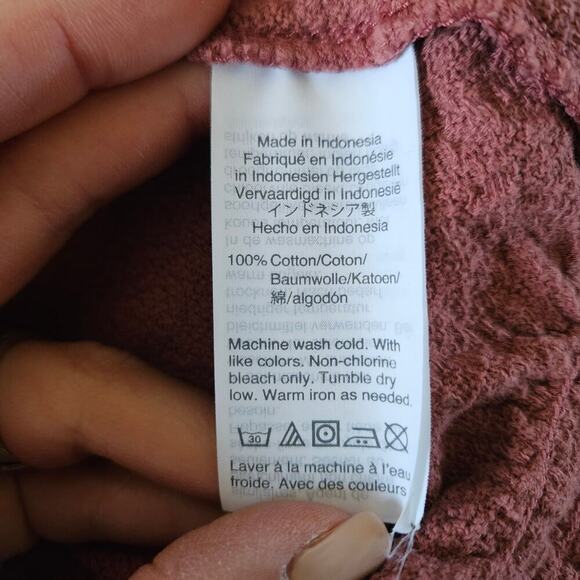 Made in Indonesia
Fabriqué en Indonésie
in Indonesien Hergestellt
Vervaardigd in Indonesië
インドネシア製
Hecho en Indonesia
100% Cotton/Coton/
Baumwolle/Katoen/
綿/algodón
Machine wash cold. With
like colors. Non-chlorine
bleach only. Tumble dry
low. Warm iron as needed.
30
Laver à la machine à l'eau
froide. Avec des couleurs